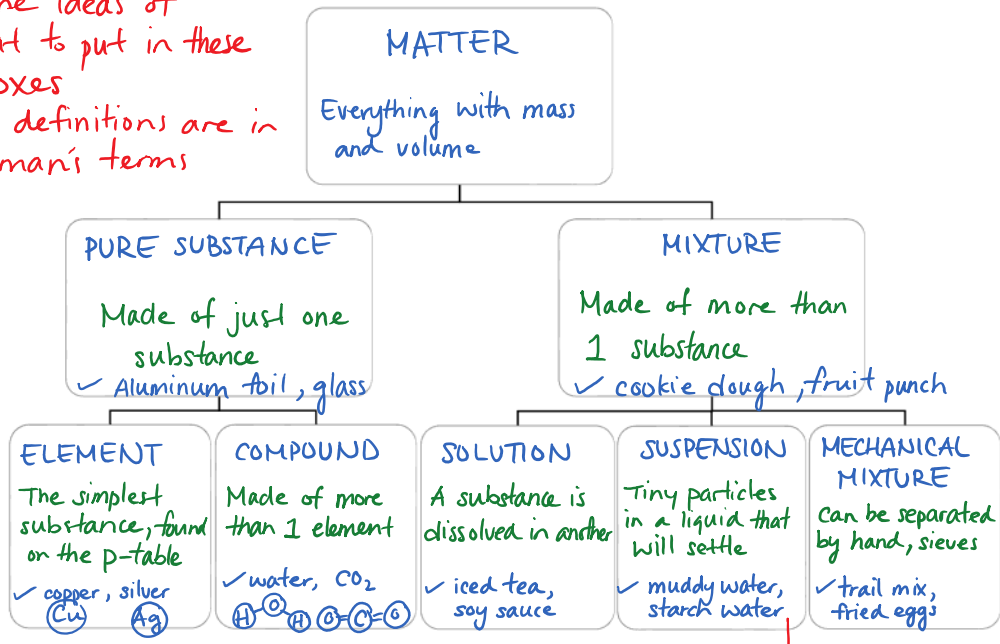 ideas of
to put in these
definitions are in
terms
MATTER
Everything with mass
and volume
PURE SUBSTANCE
Made of just one
substance
✓ Aluminum foil, glass
MIXTURE
Made of more than
1 substance
✓ cookie dough, fruit punch
ELEMENT
The simplest
substance, found
on the p-table
✓ copper, silver
Cu Ag
COMPOUND
Made of more
than 1 element
✓ water, CO₂
H-O-H O=C=O
SOLUTION
A substance is
dissolved in another
✓ iced tea,
soy sauce
SUSPENSION
Tiny particles
in a liquid that
will settle
✓ muddy water,
starch water
MECHANICAL
MIXTURE
Can be separated
by hand, sieves
✓ trail mix,
fried eggs